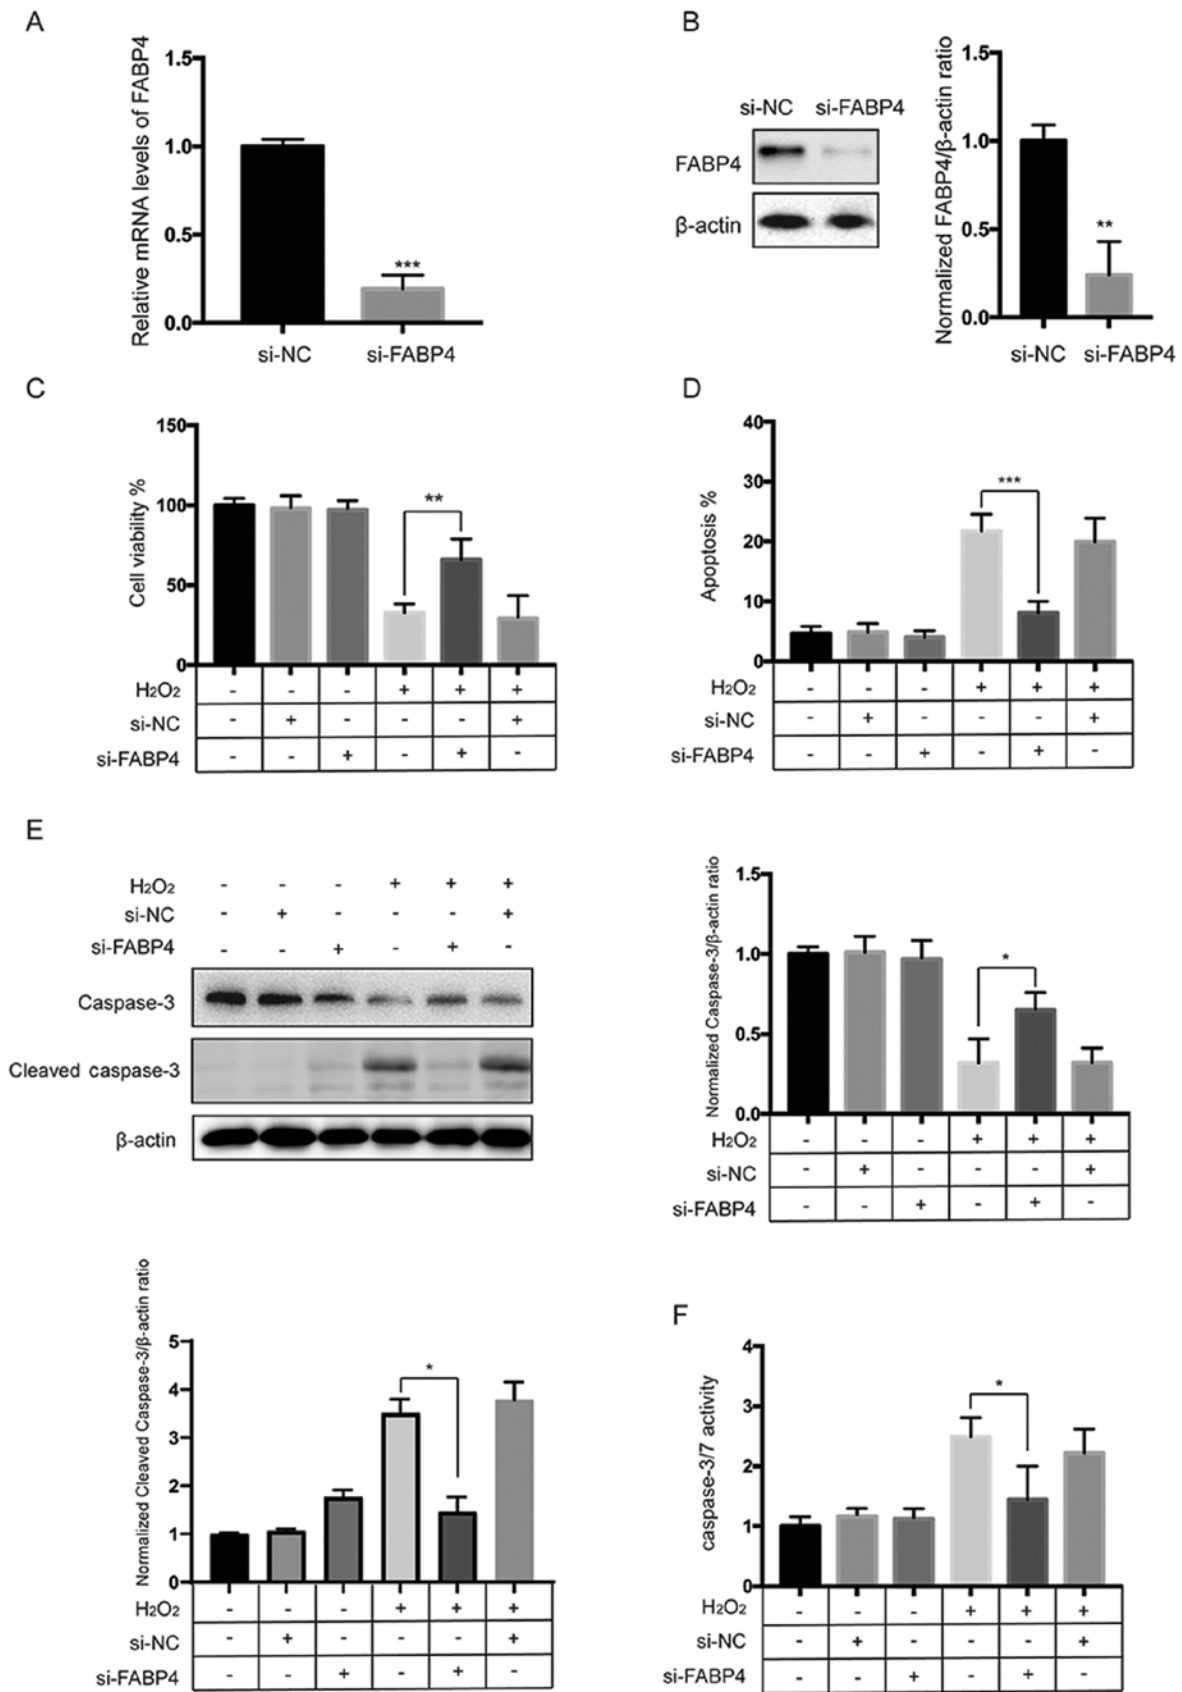 A
Relative mRNA levels of FABP4
1.5
1.0
0.5
0.0
***
si-NC si-FABP4
B
si-NC si-FABP4
FABP4
β-actin
Normalized FABP4/β-actin ratio
1.5
1.0
0.5
0.0
**
si-NC si-FABP4
C
Cell viability %
150
100
50
0
**
H2O2 - - - + + +
si-NC - + - - - +
si-FABP4 - - + - + -
D
Apoptosis %
40
30
20
10
0
***
H2O2 - - - + + +
si-NC - + - - - +
si-FABP4 - - + - + -
E
H2O2 - - - + + +
si-NC - + - - - +
si-FABP4 - - + - + -
Caspase-3
Cleaved caspase-3
β-actin
Normalized Caspase-3/β-actin ratio
1.5
1.0
0.5
0.0
*
H2O2 - - - + + +
si-NC - + - - - +
si-FABP4 - - + - + -
Normalized Cleaved Caspase-3/β-actin ratio
5
4
3
2
1
0
*
H2O2 - - - + + +
si-NC - + - - - +
si-FABP4 - - + - + -
F
caspase-3/7 activity
4
3
2
1
0
*
H2O2 - - - + + +
si-NC - + - - - +
si-FABP4 - - + - + -